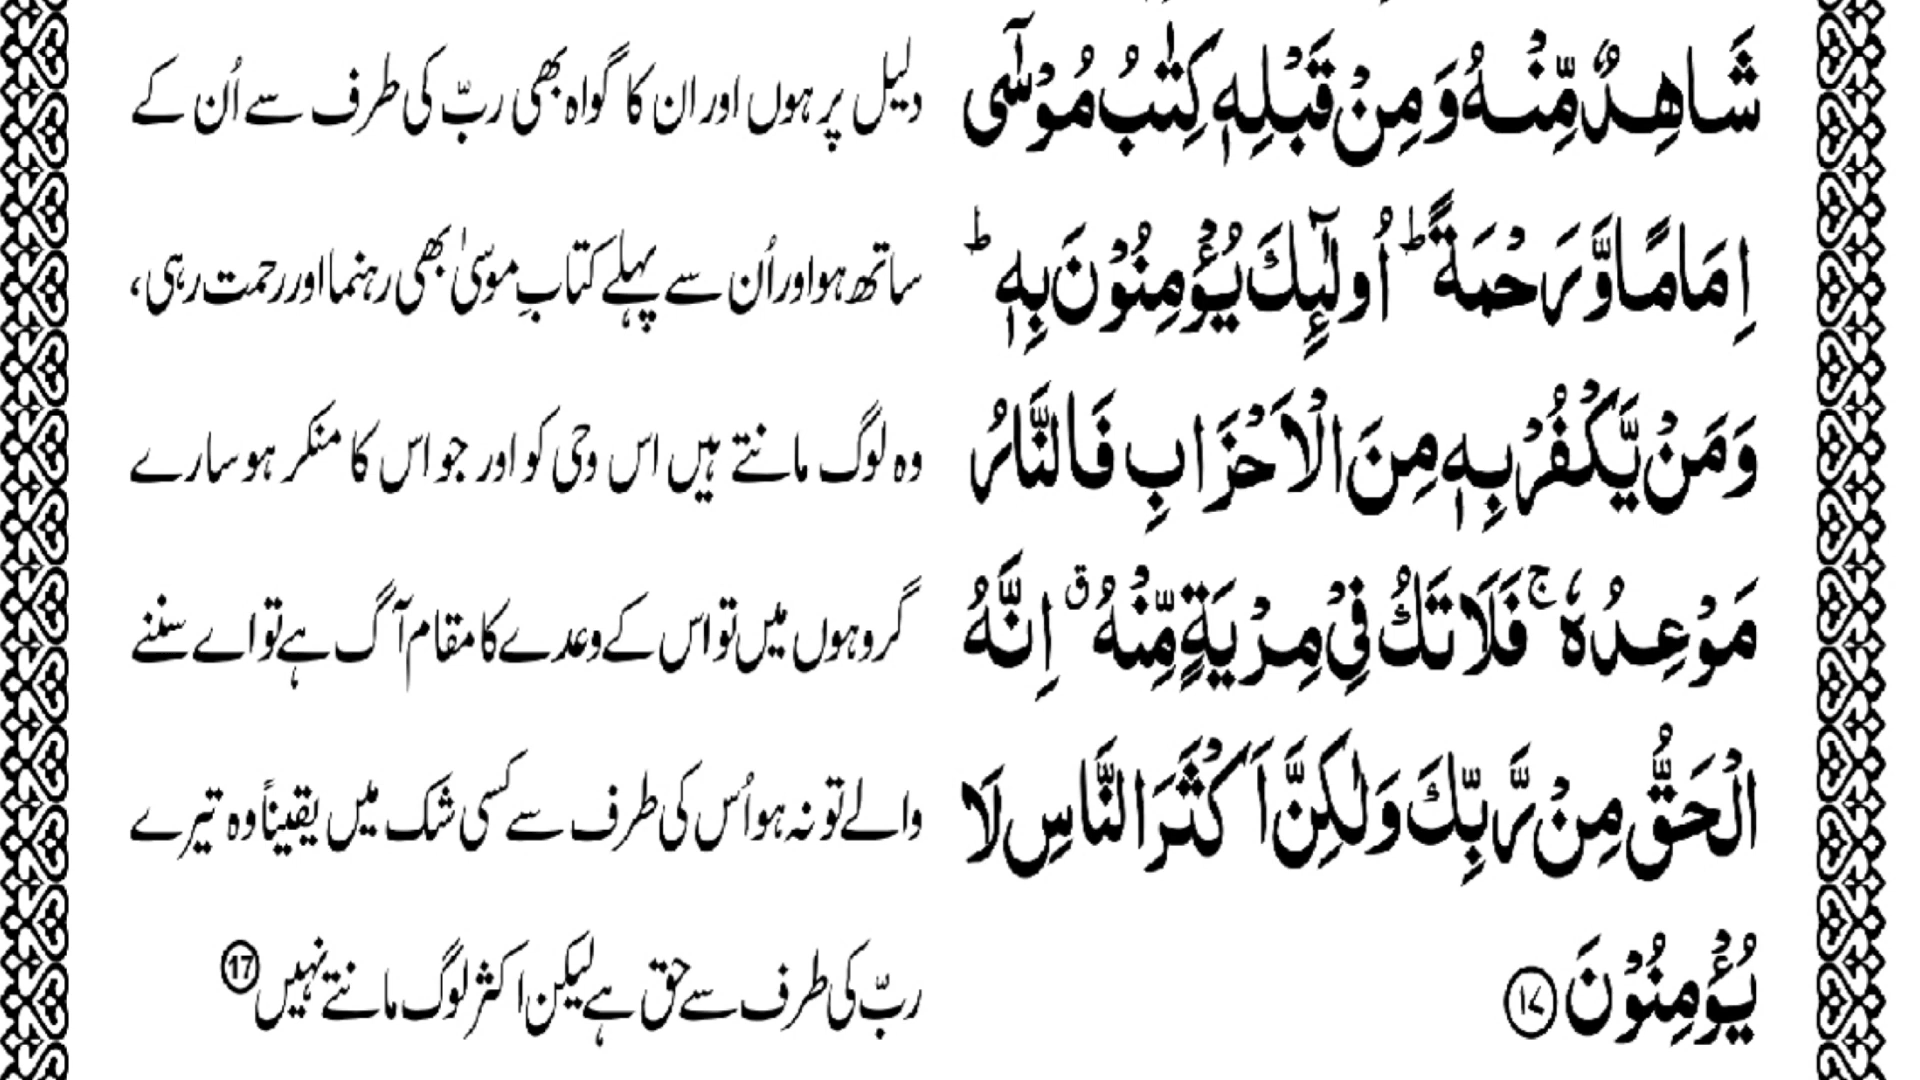 شَاهِدٌ مِّنْهُ وَمِنْ قَبْلِهٖ كِتٰبُ مُوْسٰٓى
اِمَامًا وَّرَحْمَةً ؕ اُولٰٓئِكَ يُؤْمِنُوْنَ بِهٖ ؕ
وَمَنْ يَّكْفُرْ بِهٖ مِنَ الْاَحْزَابِ فَالنَّارُ
مَوْعِدُهٗ ۚ فَلَا تَكُ فِیْ مِرْيَةٍ مِّنْهُ ۗ اِنَّهُ
الْحَقُّ مِنْ رَّبِّكَ وَلٰكِنَّ اَكْثَرَ النَّاسِ لَا
يُؤْمِنُوْنَ ۝۱۷
دلیل پر ہوں اور ان کا گواہ بھی ربّ کی طرف سے اُن کے
ساتھ ہو اور اُن سے پہلے کتابِ موسیٰ بھی رہنما اور رحمت رہی،
وہ لوگ مانتے ہیں اس وحی کو اور جو اس کا منکر ہو سارے
گروہوں میں تو اس کے وعدے کا مقام آگ ہے تو اے سننے
والے تو نہ ہو اُس کی طرف سے کسی شک میں یقیناً وہ تیرے
ربّ کی طرف سے حق ہے لیکن اکثر لوگ مانتے نہیں ⑰